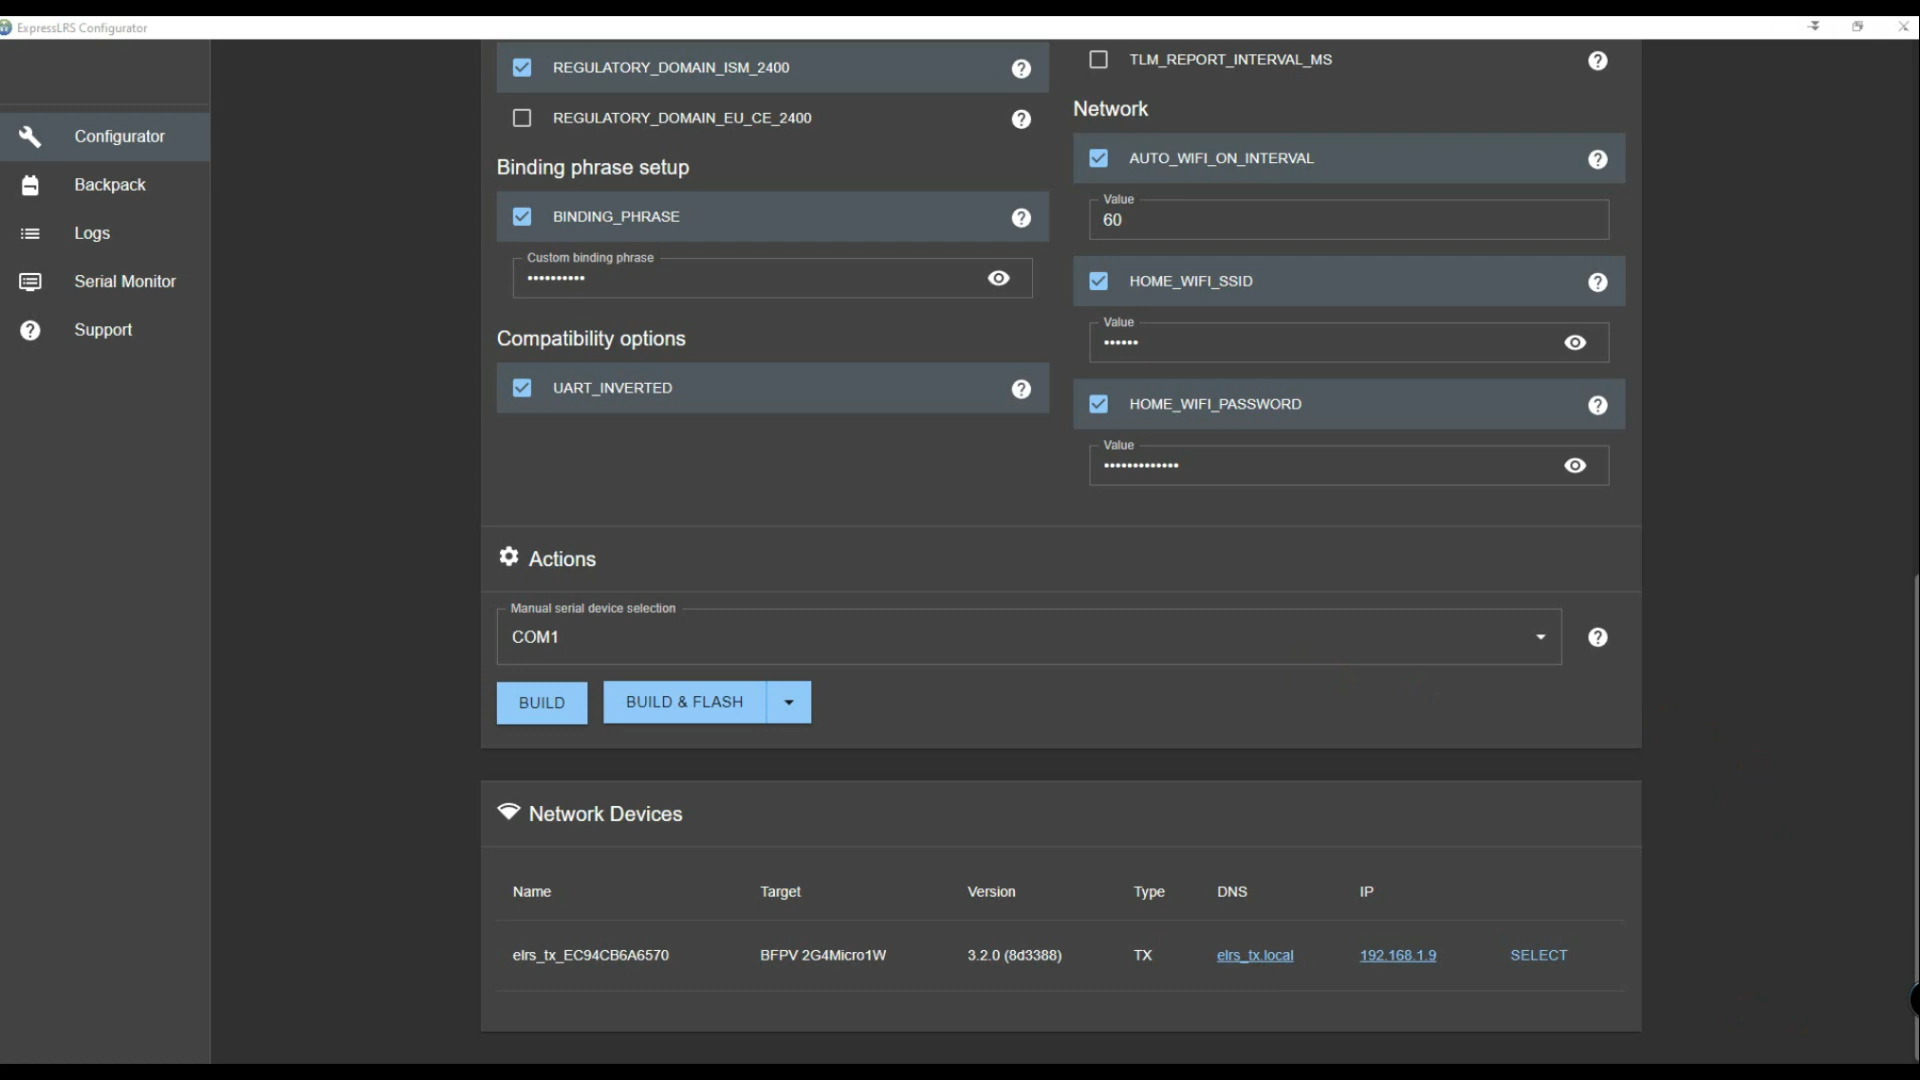 ExpressLRS Configurator
Configurator
Backpack
Logs
Serial Monitor
Support
REGULATORY_DOMAIN_ISM_2400
REGULATORY_DOMAIN_EU_CE_2400
Binding phrase setup
BINDING_PHRASE
Custom binding phrase
••••••••••
Compatibility options
UART_INVERTED
TLM_REPORT_INTERVAL_MS
Network
AUTO_WIFI_ON_INTERVAL
Value
60
HOME_WIFI_SSID
Value
••••••
HOME_WIFI_PASSWORD
Value
•••••••••••••
Actions
Manual serial device selection
COM1
BUILD
BUILD & FLASH
Network Devices
Name Target Version Type DNS IP
elrs_tx_EC94CB6A6570 BFPV 2G4Micro1W 3.2.0 (8d3388) TX elrs_tx.local 192.168.1.9 SELECT